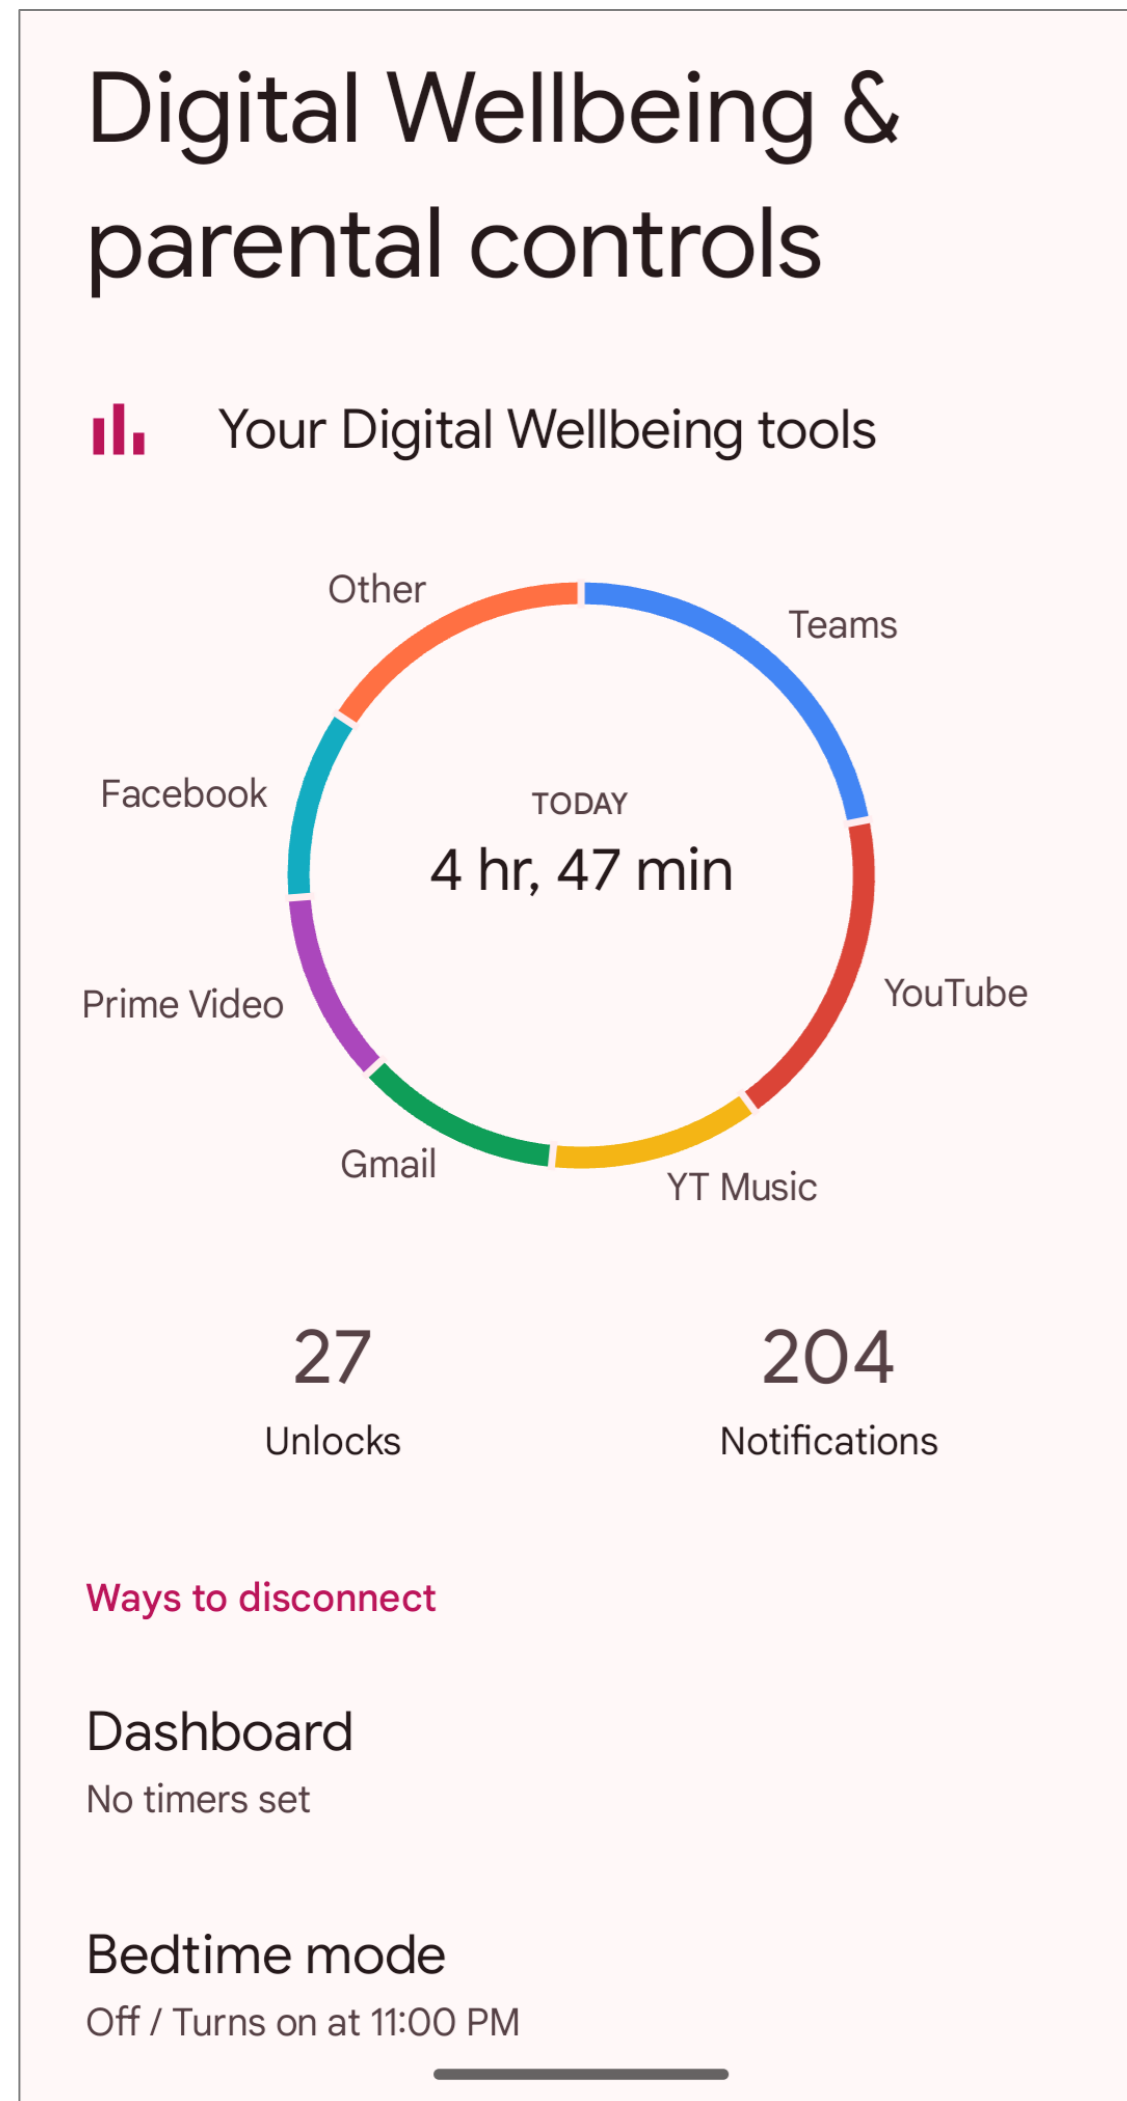 Digital Wellbeing &
parental controls
Your Digital Wellbeing tools
Other
Teams
Facebook
TODAY
4 hr, 47 min
YouTube
Prime Video
Gmail
YT Music
27
Unlocks
204
Notifications
Ways to disconnect
Dashboard
No timers set
Bedtime mode
Off / Turns on at 11:00 PM